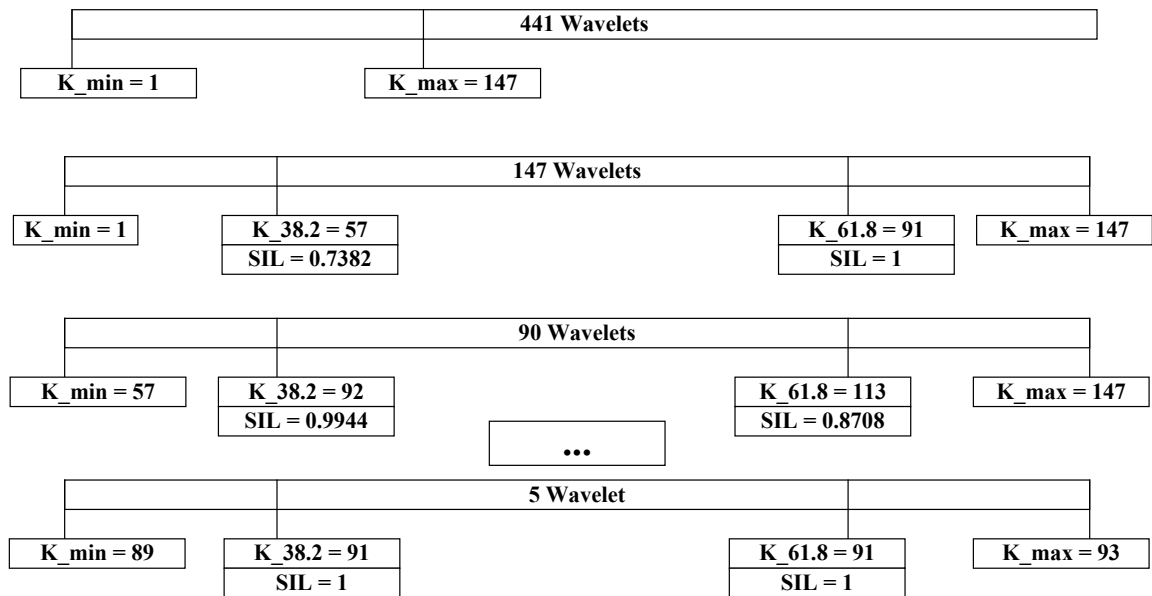 441 Wavelets
K_min = 1
K_max = 147
147 Wavelets
K_min = 1
K_38.2 = 57
SIL = 0.7382
K_61.8 = 91
SIL = 1
K_max = 147
90 Wavelets
K_min = 57
K_38.2 = 92
SIL = 0.9944
K_61.8 = 113
SIL = 0.8708
K_max = 147
...
5 Wavelet
K_min = 89
K_38.2 = 91
SIL = 1
K_61.8 = 91
SIL = 1
K_max = 93